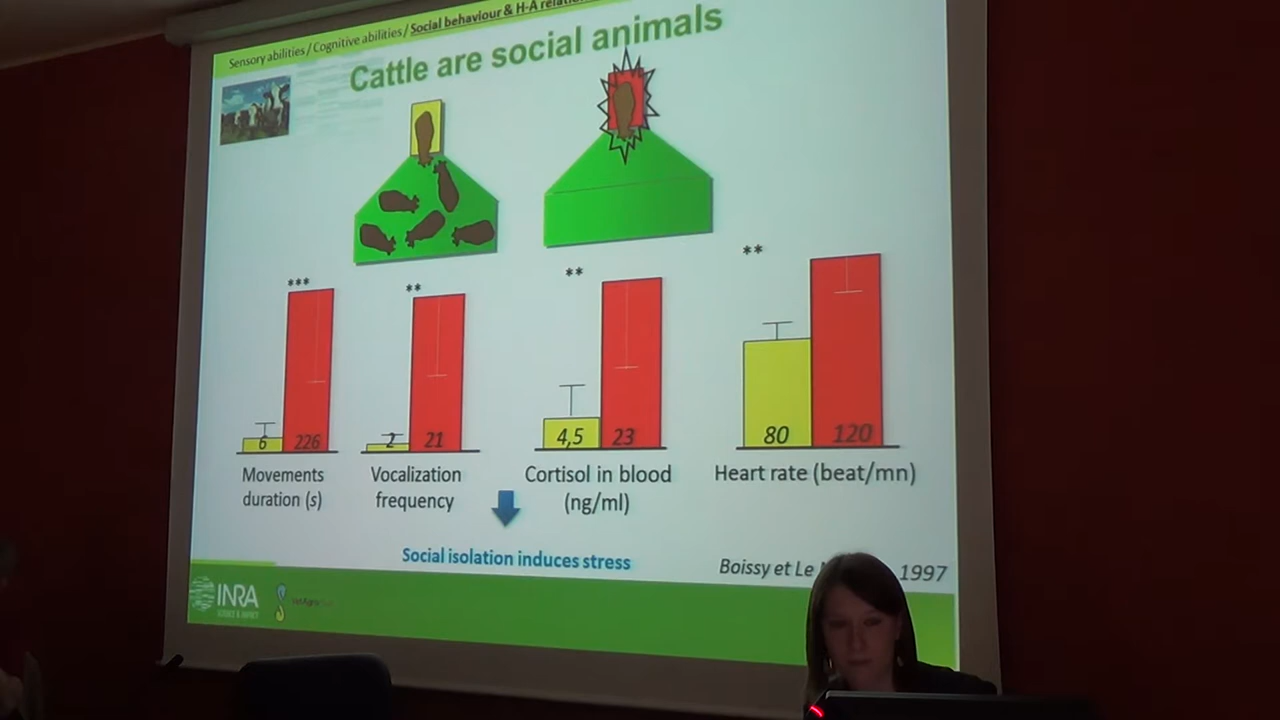 Sensory abilities / Cognitive abilities / Social behaviour & H-A
Cattle are social animals
*** ** ** **
6 226 2 21 4,5 23 80 120
Movements duration (s)
Vocalization frequency
Cortisol in blood (ng/ml)
Heart rate (beat/mn)
Social isolation induces stress
Boissy et Le 1997
INRA
SCIENCE & IMPACT